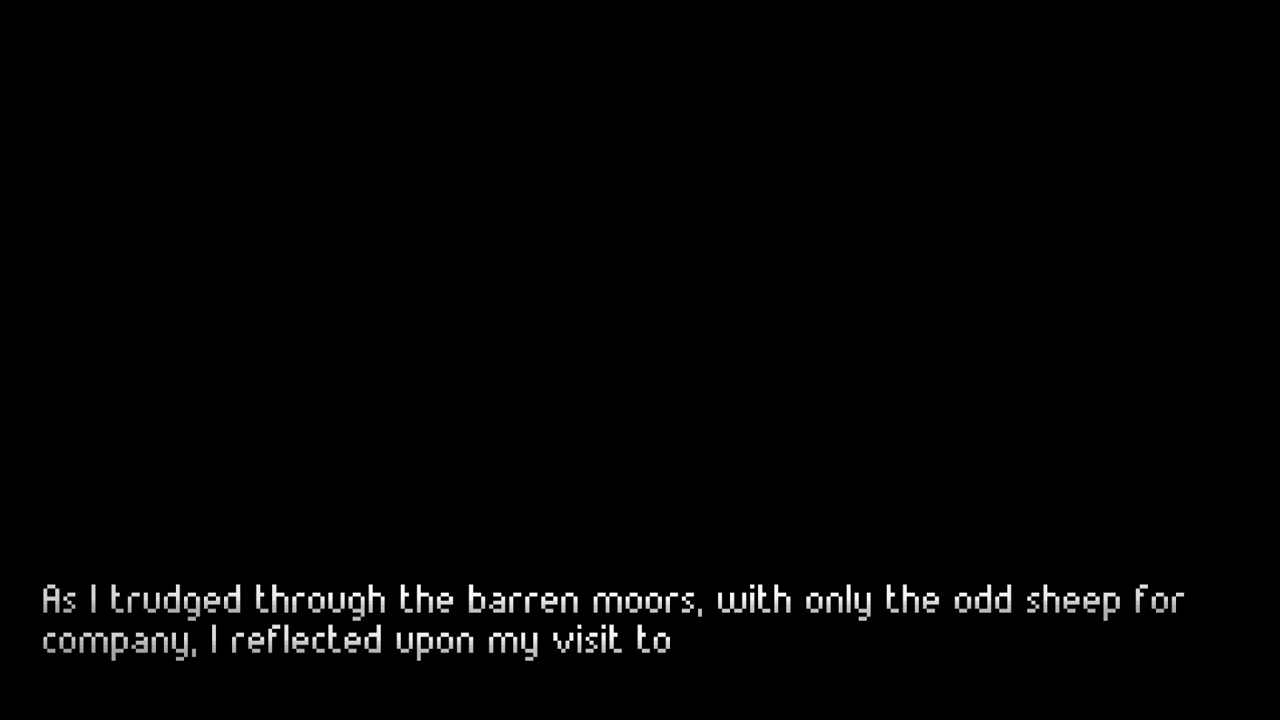 As I trudged through the barren moors, with only the odd sheep for
company, I reflected upon my visit to